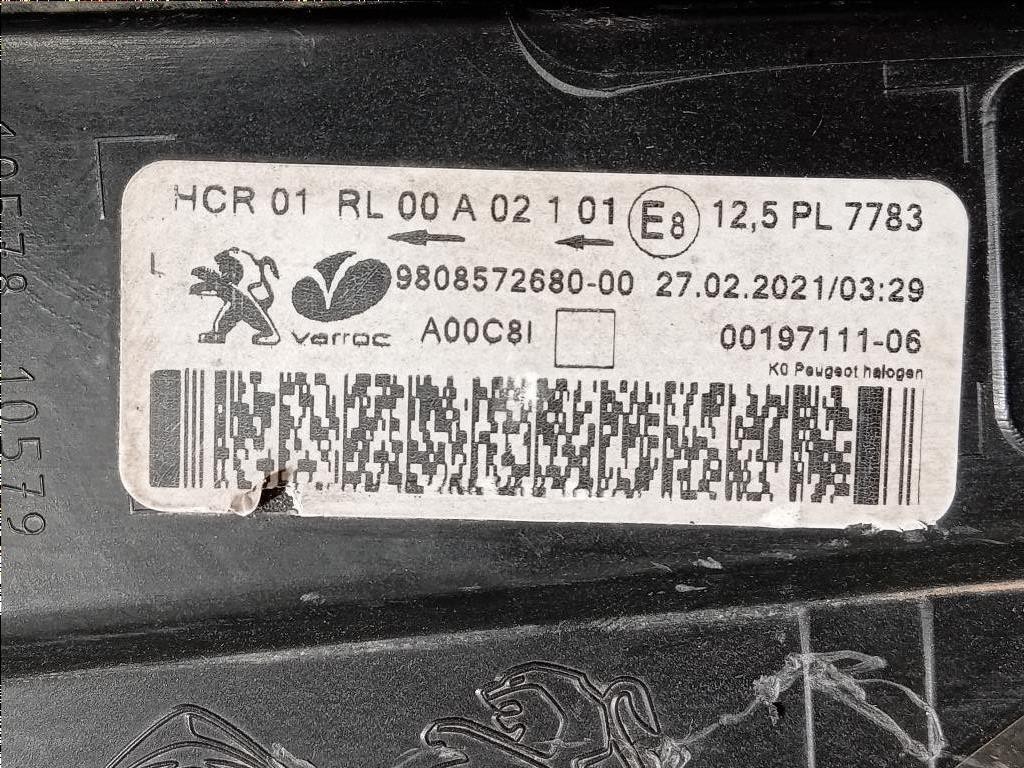 HCR 01 RL 00 A 02 1 01 E8 12,5 PL 7783
L 9808572680-00 27.02.2021/03:29
varroc A00C8I 00197111-06
K0 Peugeot halogen
10578 10579